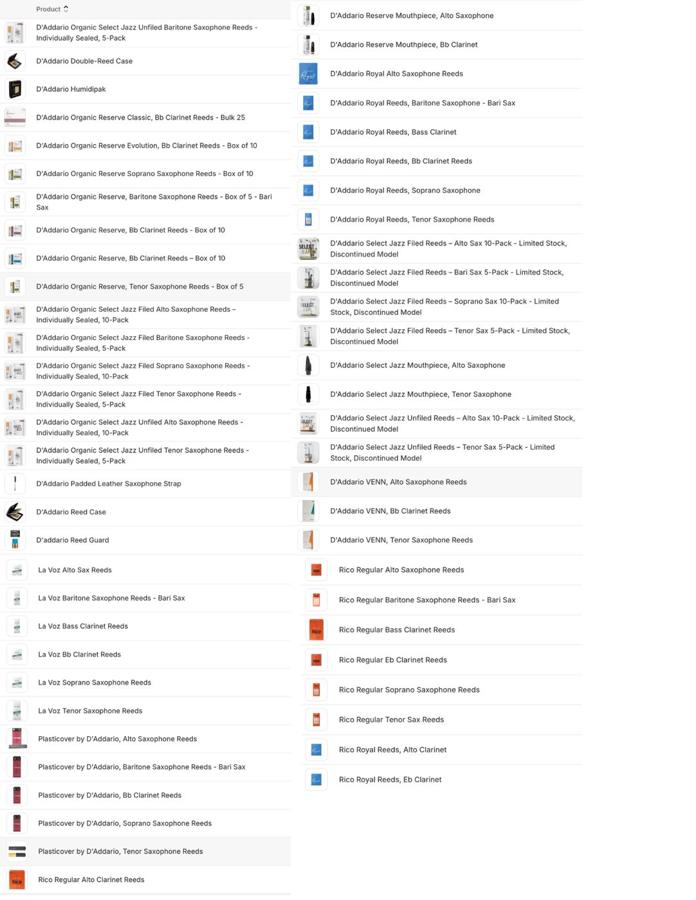 Product
D'Addario Organic Select Jazz Unfiled Baritone Saxophone Reeds -
Individually Sealed, 5-Pack
D'Addario Double-Reed Case
D'Addario Humidipak
D'Addario Organic Reserve Classic, Bb Clarinet Reeds - Bulk 25
D'Addario Organic Reserve Evolution, Bb Clarinet Reeds - Box of 10
D'Addario Organic Reserve Soprano Saxophone Reeds - Box of 10
D'Addario Organic Reserve, Baritone Saxophone Reeds - Box of 5 - Bari
Sax
D'Addario Organic Reserve, Bb Clarinet Reeds - Box of 10
D'Addario Organic Reserve, Bb Clarinet Reeds – Box of 10
D'Addario Organic Reserve, Tenor Saxophone Reeds - Box of 5
D'Addario Organic Select Jazz Filed Alto Saxophone Reeds –
Individually Sealed, 10-Pack
D'Addario Organic Select Jazz Filed Baritone Saxophone Reeds -
Individually Sealed, 5-Pack
D'Addario Organic Select Jazz Filed Soprano Saxophone Reeds -
Individually Sealed, 10-Pack
D'Addario Organic Select Jazz Filed Tenor Saxophone Reeds -
Individually Sealed, 5-Pack
D'Addario Organic Select Jazz Unfiled Alto Saxophone Reeds -
Individually Sealed, 10-Pack
D'Addario Organic Select Jazz Unfiled Tenor Saxophone Reeds -
Individually Sealed, 5-Pack
D'Addario Padded Leather Saxophone Strap
D'Addario Reed Case
D'addario Reed Guard
La Voz Alto Sax Reeds
La Voz Baritone Saxophone Reeds - Bari Sax
La Voz Bass Clarinet Reeds
La Voz Bb Clarinet Reeds
La Voz Soprano Saxophone Reeds
La Voz Tenor Saxophone Reeds
Plasticover by D'Addario, Alto Saxophone Reeds
Plasticover by D'Addario, Baritone Saxophone Reeds - Bari Sax
Plasticover by D'Addario, Bb Clarinet Reeds
Plasticover by D'Addario, Soprano Saxophone Reeds
Plasticover by D'Addario, Tenor Saxophone Reeds
Rico Regular Alto Clarinet Reeds
D'Addario Reserve Mouthpiece, Alto Saxophone
D'Addario Reserve Mouthpiece, Bb Clarinet
D'Addario Royal Alto Saxophone Reeds
D'Addario Royal Reeds, Baritone Saxophone - Bari Sax
D'Addario Royal Reeds, Bass Clarinet
D'Addario Royal Reeds, Bb Clarinet Reeds
D'Addario Royal Reeds, Soprano Saxophone
D'Addario Royal Reeds, Tenor Saxophone Reeds
D'Addario Select Jazz Filed Reeds – Alto Sax 10-Pack - Limited Stock,
Discontinued Model
D'Addario Select Jazz Filed Reeds – Bari Sax 5-Pack - Limited Stock,
Discontinued Model
D'Addario Select Jazz Filed Reeds – Soprano Sax 10-Pack - Limited
Stock, Discontinued Model
D'Addario Select Jazz Filed Reeds – Tenor Sax 5-Pack - Limited Stock,
Discontinued Model
D'Addario Select Jazz Mouthpiece, Alto Saxophone
D'Addario Select Jazz Mouthpiece, Tenor Saxophone
D'Addario Select Jazz Unfiled Reeds – Alto Sax 10-Pack - Limited Stock,
Discontinued Model
D'Addario Select Jazz Unfiled Reeds – Tenor Sax 5-Pack - Limited
Stock, Discontinued Model
D'Addario VENN, Alto Saxophone Reeds
D'Addario VENN, Bb Clarinet Reeds
D'Addario VENN, Tenor Saxophone Reeds
Rico Regular Alto Saxophone Reeds
Rico Regular Baritone Saxophone Reeds - Bari Sax
Rico Regular Bass Clarinet Reeds
Rico Regular Eb Clarinet Reeds
Rico Regular Soprano Saxophone Reeds
Rico Regular Tenor Sax Reeds
Rico Royal Reeds, Alto Clarinet
Rico Royal Reeds, Eb Clarinet